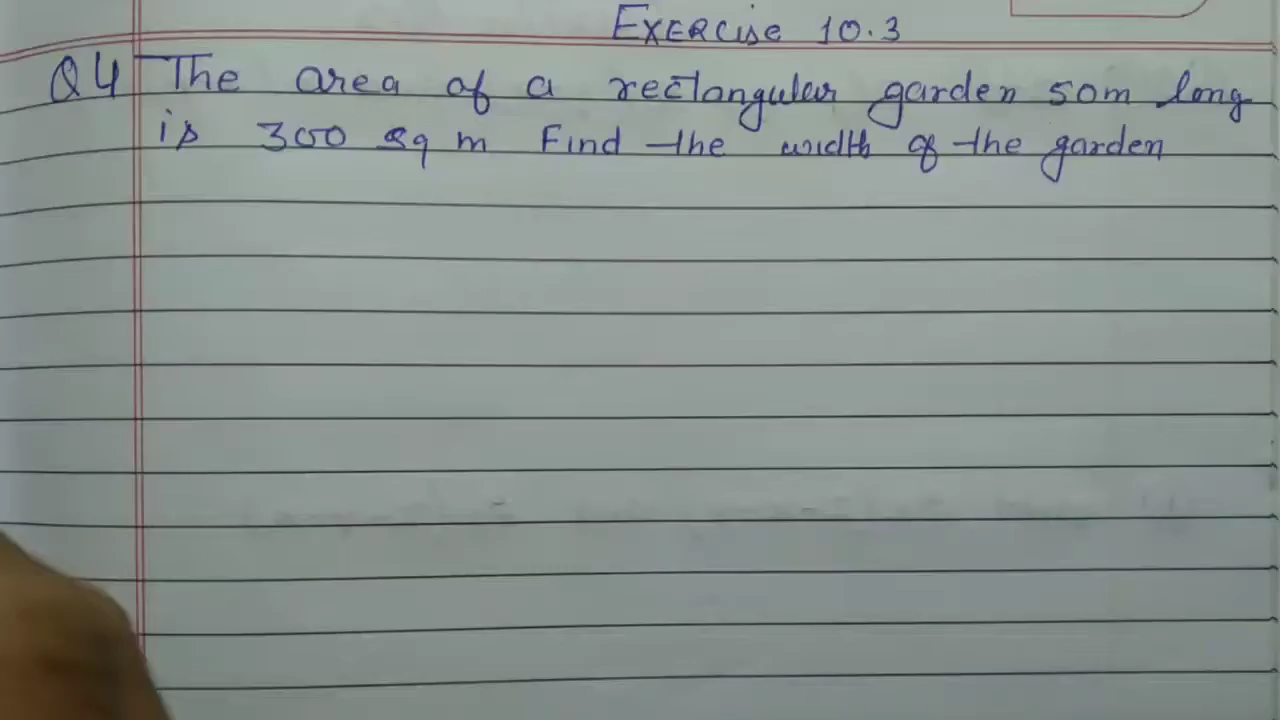 Exercise 10.3
Q4 The area of a rectangular garden 50m long
is 300 sq m Find the width of the garden